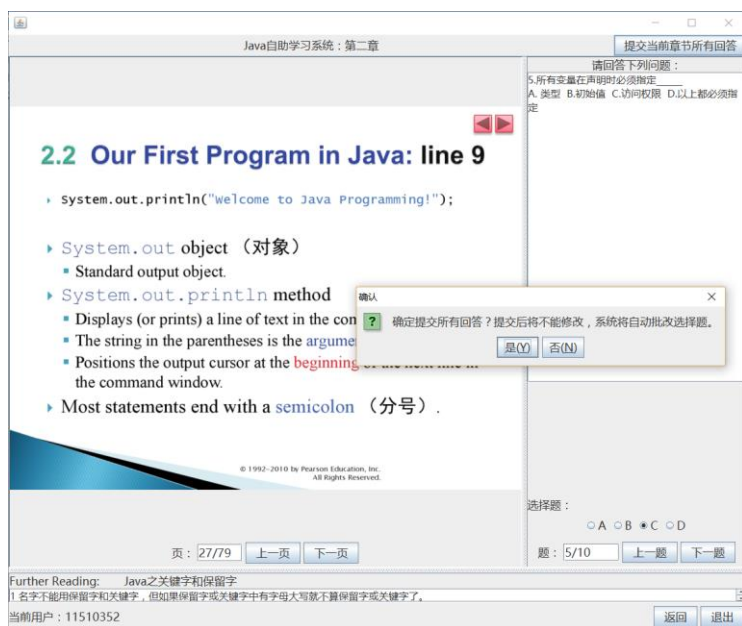 Java自助学习系统：第二章
提交当前章节所有回答
请回答下列问题：
5.所有变量在声明时必须指定_____
A. 类型 B.初始值 C.访问权限 D.以上都必须指
定
2.2 Our First Program in Java: line 9
System.out.println("Welcome to Java Programming!");
System.out object （对象）
Standard output object.
System.out.println method
Displays (or prints) a line of text in the com
The string in the parentheses is the argume
Positions the output cursor at the beginning of the next line in
the command window.
Most statements end with a semicolon （分号）.
© 1992-2010 by Pearson Education, Inc.
All Rights Reserved.
确认
确定提交所有回答？提交后将不能修改，系统将自动批改选择题。
是(Y) 否(N)
选择题：
A B C D
页： 27/79 上一页 下一页
题： 5/10 上一题 下一题
Further Reading: Java之关键字和保留字
1 名字不能用保留字和关键字，但如果保留字或关键字中有字母大写就不算保留字或关键字了。
当前用户：11510352
返回 退出